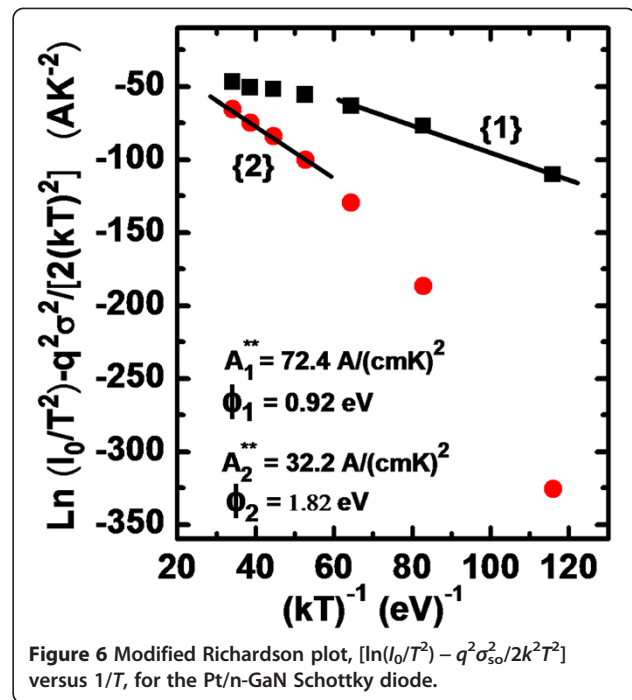 Ln (I₀/T²)-q²σ²/[2(kT)²] (AK⁻²)
-50
-100
-150
-200
-250
-300
-350
{1}
{2}
A₁** = 72.4 A/(cmK)²
ϕ₁ = 0.92 eV
A₂** = 32.2 A/(cmK)²
ϕ₂ = 1.82 eV
20 40 60 80 100 120
(kT)⁻¹ (eV)⁻¹
Figure 6 Modified Richardson plot, [ln(I₀/T²) – q²σ²ₛₒ/2k²T²]
versus 1/T, for the Pt/n-GaN Schottky diode.